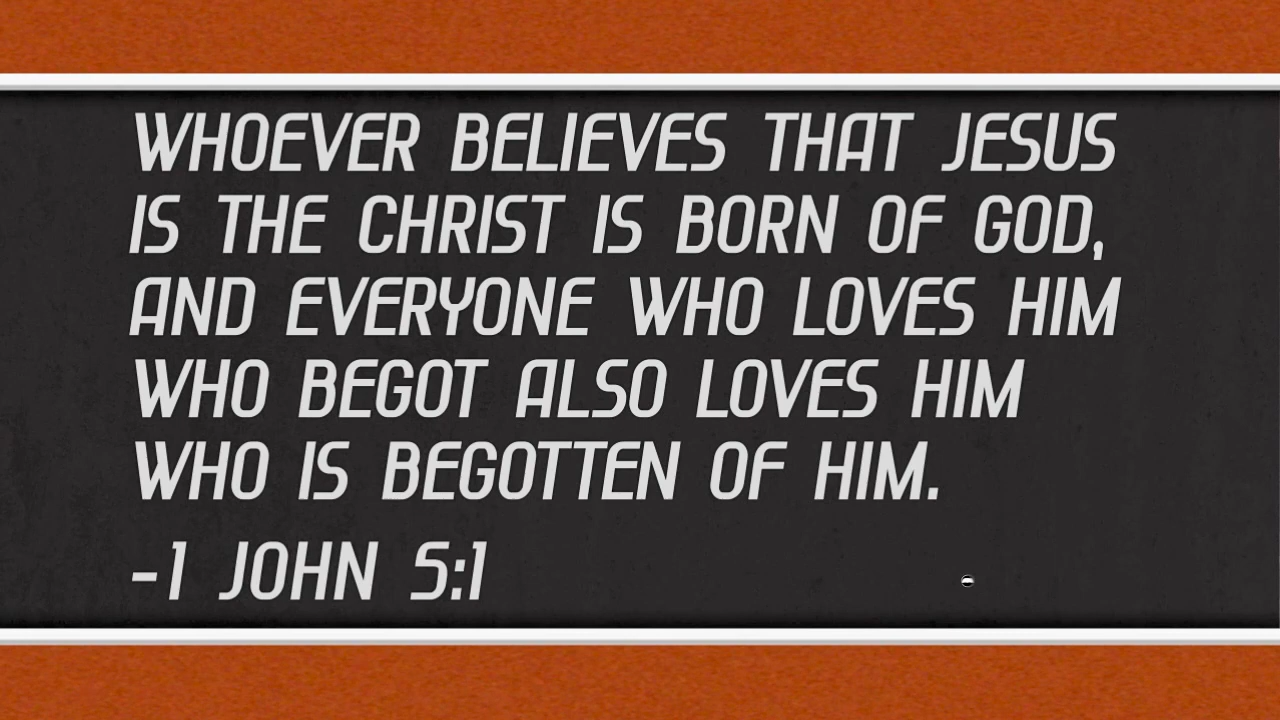 WHOEVER BELIEVES THAT JESUS
IS THE CHRIST IS BORN OF GOD,
AND EVERYONE WHO LOVES HIM
WHO BEGOT ALSO LOVES HIM
WHO IS BEGOTTEN OF HIM.
-1 JOHN 5:1